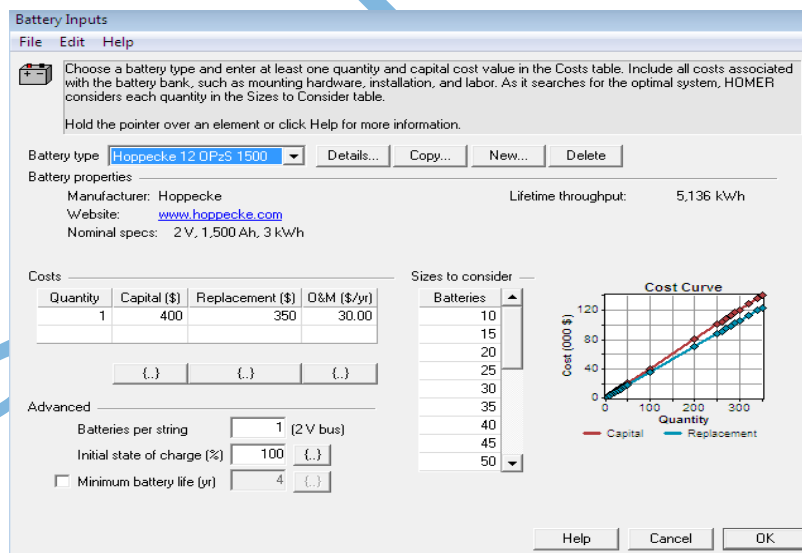 Battery Inputs
File Edit Help
Choose a battery type and enter at least one quantity and capital cost value in the Costs table. Include all costs associated
with the battery bank, such as mounting hardware, installation, and labor. As it searches for the optimal system, HOMER
considers each quantity in the Sizes to Consider table.
Hold the pointer over an element or click Help for more information.
Battery type Hoppecke 12 OPzS 1500 Details... Copy... New... Delete
Battery properties
Manufacturer: Hoppecke Lifetime throughput: 5,136 kWh
Website: www.hoppecke.com
Nominal specs: 2 V, 1,500 Ah, 3 kWh
Costs
Quantity Capital ($) Replacement ($) O&M ($/yr)
1 400 350 30.00
{..} {..} {..}
Sizes to consider
Batteries
10
15
20
25
30
35
40
45
50
Cost Curve
Cost (000 $)
120
80
40
0
0 100 200 300
Quantity
Capital Replacement
Advanced
Batteries per string 1 (2 V bus)
Initial state of charge (%) 100 {..}
Minimum battery life (yr) 4 {..}
Help Cancel OK